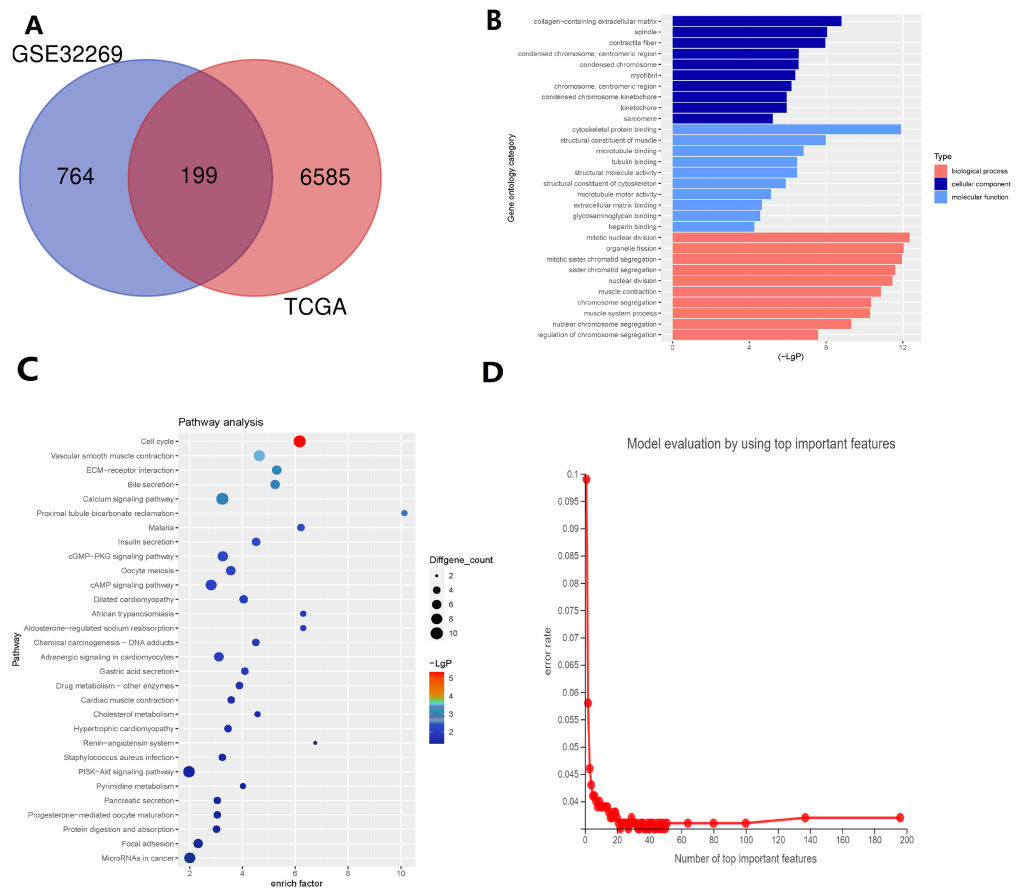 A
GSE32269
764
199
6585
TCGA
B
Gene ontology category
collagen−containing extracellular matrix
spindle
contractile fiber
condensed chromosome, centromeric region
condensed chromosome
myofibril
chromosome, centromeric region
condensed chromosome kinetochore
kinetochore
sarcomere
cytoskeletal protein binding
structural constituent of muscle
microtubule binding
tubulin binding
structural molecule activity
structural constituent of cytoskeleton
microtubule motor activity
extracellular matrix binding
glycosaminoglycan binding
heparin binding
mitotic nuclear division
organelle fission
mitotic sister chromatid segregation
sister chromatid segregation
nuclear division
muscle contraction
chromosome segregation
muscle system process
nuclear chromosome segregation
regulation of chromosome segregation
0 4 8 12
(−LgP)
Type
biological process
cellular component
molecular function
C
Pathway analysis
Pathway
Cell cycle
Vascular smooth muscle contraction
ECM−receptor interaction
Bile secretion
Calcium signaling pathway
Proximal tubule bicarbonate reclamation
Malaria
Insulin secretion
cGMP−PKG signaling pathway
Oocyte meiosis
cAMP signaling pathway
Dilated cardiomyopathy
African trypanosomiasis
Aldosterone−regulated sodium reabsorption
Chemical carcinogenesis − DNA adducts
Adrenergic signaling in cardiomyocytes
Gastric acid secretion
Drug metabolism − other enzymes
Cardiac muscle contraction
Cholesterol metabolism
Hypertrophic cardiomyopathy
Renin−angiotensin system
Staphylococcus aureus infection
PI3K−Akt signaling pathway
Pyrimidine metabolism
Pancreatic secretion
Progesterone−mediated oocyte maturation
Protein digestion and absorption
Focal adhesion
MicroRNAs in cancer
2 4 6 8 10
enrich factor
Diffgene_count
2
4
6
8
10
−LgP
5
4
3
2
D
Model evaluation by using top important features
error rate
0.1
0.095
0.09
0.085
0.08
0.075
0.07
0.065
0.06
0.055
0.05
0.045
0.04
0 20 40 60 80 100 120 140 160 180 200
Number of top important features